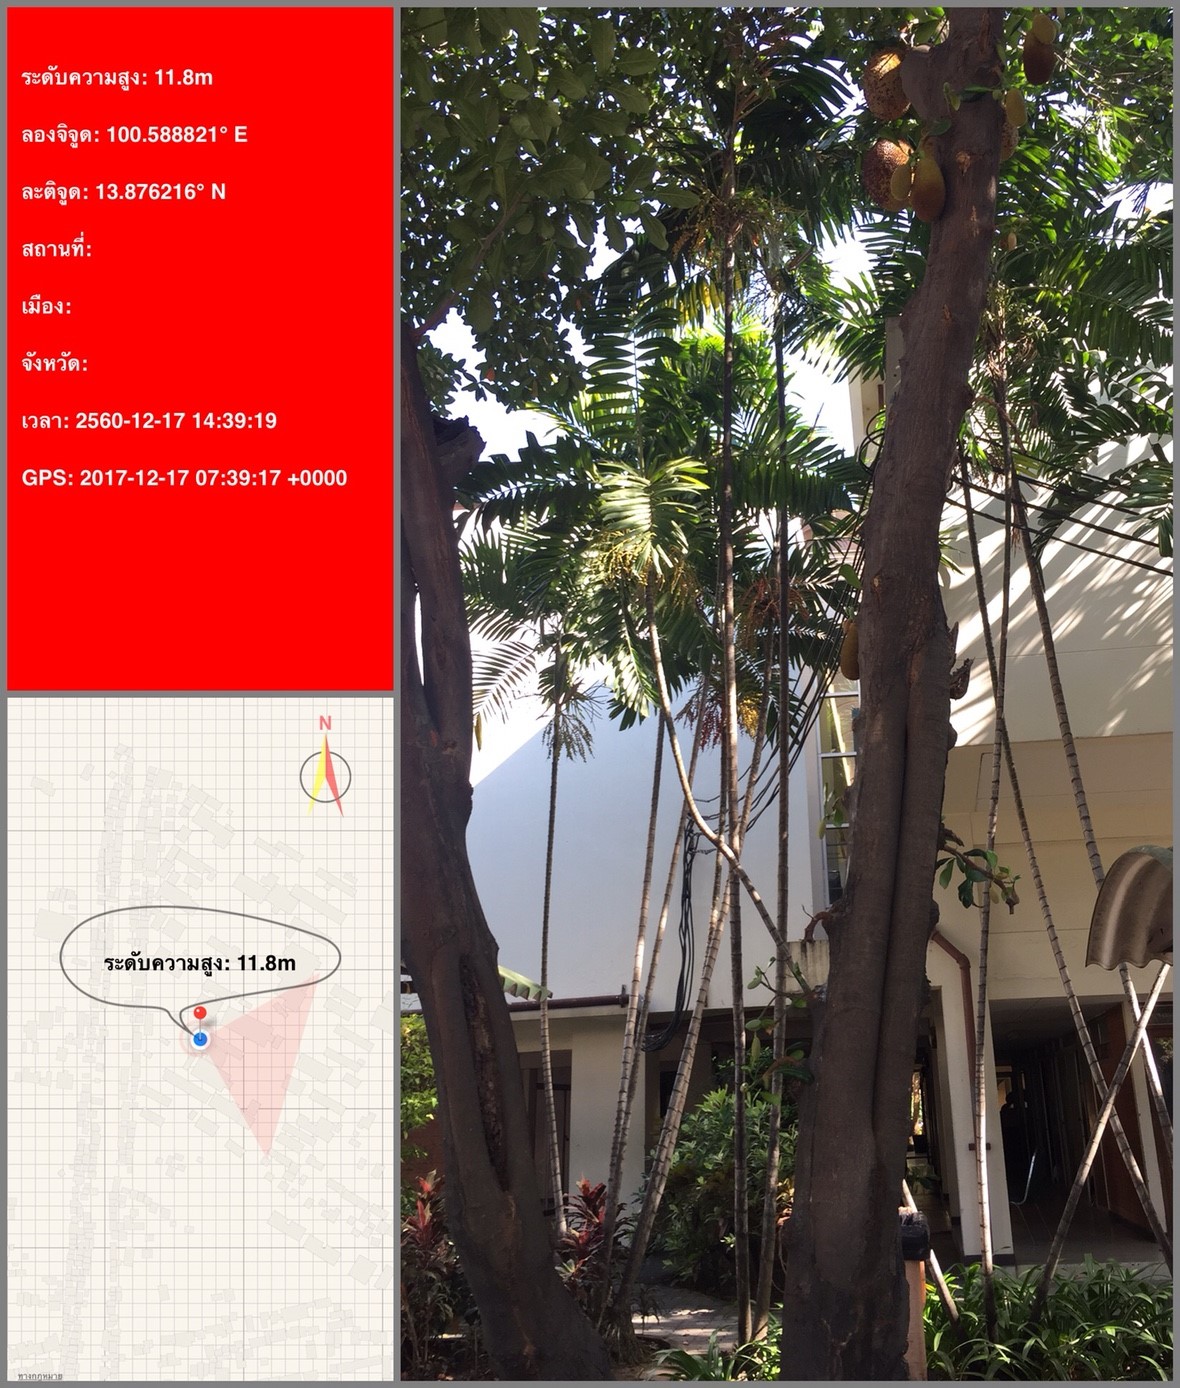 ระดับความสูง: 11.8m
ลองจิจูด: 100.588821° E
ละติจูด: 13.876216° N
สถานที่:
เมือง:
จังหวัด:
เวลา: 2560-12-17 14:39:19
GPS: 2017-12-17 07:39:17 +0000
N
ระดับความสูง: 11.8m
ทางกฎหมาย